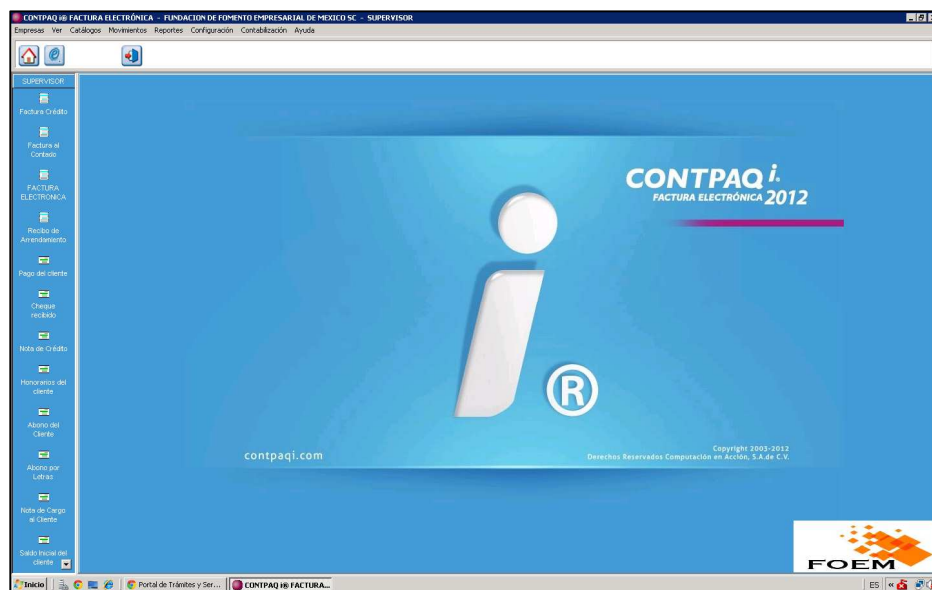 CONTPAQ i® FACTURA ELECTRÓNICA - FUNDACION DE FOMENTO EMPRESARIAL DE MEXICO SC - SUPERVISOR
Empresas Ver Catálogos Movimientos Reportes Configuración Contabilización Ayuda
SUPERVISOR
Factura Crédito
Factura al
Contado
FACTURA
ELECTRONICA
Recibo de
Arrendamiento
Pago del cliente
Cheque
recibido
Nota de Crédito
Honorarios del
cliente
Abono del
Cliente
Abono por
Letras
Nota de Cargo
al Cliente
Saldo Inicial del
cliente
CONTPAQ i®
FACTURA ELECTRÓNICA 2012
i®
contpaqi.com
Copyright 2003-2012
Derechos Reservados Computación en Acción, S.A.de C.V.
FOEM
Inicio Portal de Trámites y Ser... CONTPAQ i® FACTURA... ES